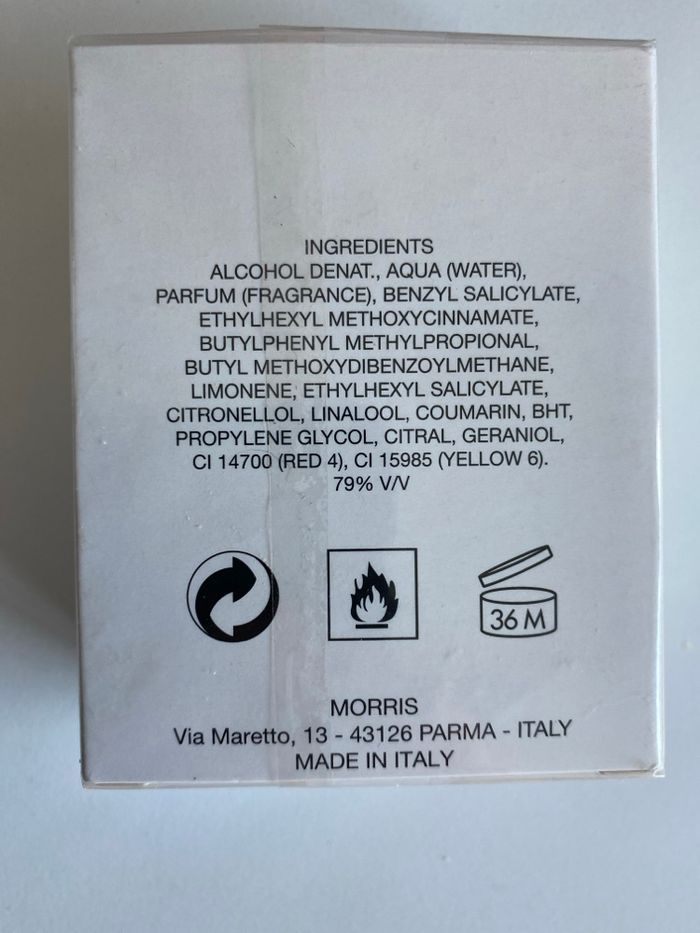 INGREDIENTS
ALCOHOL DENAT., AQUA (WATER),
PARFUM (FRAGRANCE), BENZYL SALICYLATE,
ETHYLHEXYL METHOXYCINNAMATE,
BUTYLPHENYL METHYLPROPIONAL,
BUTYL METHOXYDIBENZOYLMETHANE,
LIMONENE, ETHYLHEXYL SALICYLATE,
CITRONELLOL, LINALOOL, COUMARIN, BHT,
PROPYLENE GLYCOL, CITRAL, GERANIOL,
CI 14700 (RED 4), CI 15985 (YELLOW 6).
79% V/V
36 M
MORRIS
Via Maretto, 13 - 43126 PARMA - ITALY
MADE IN ITALY